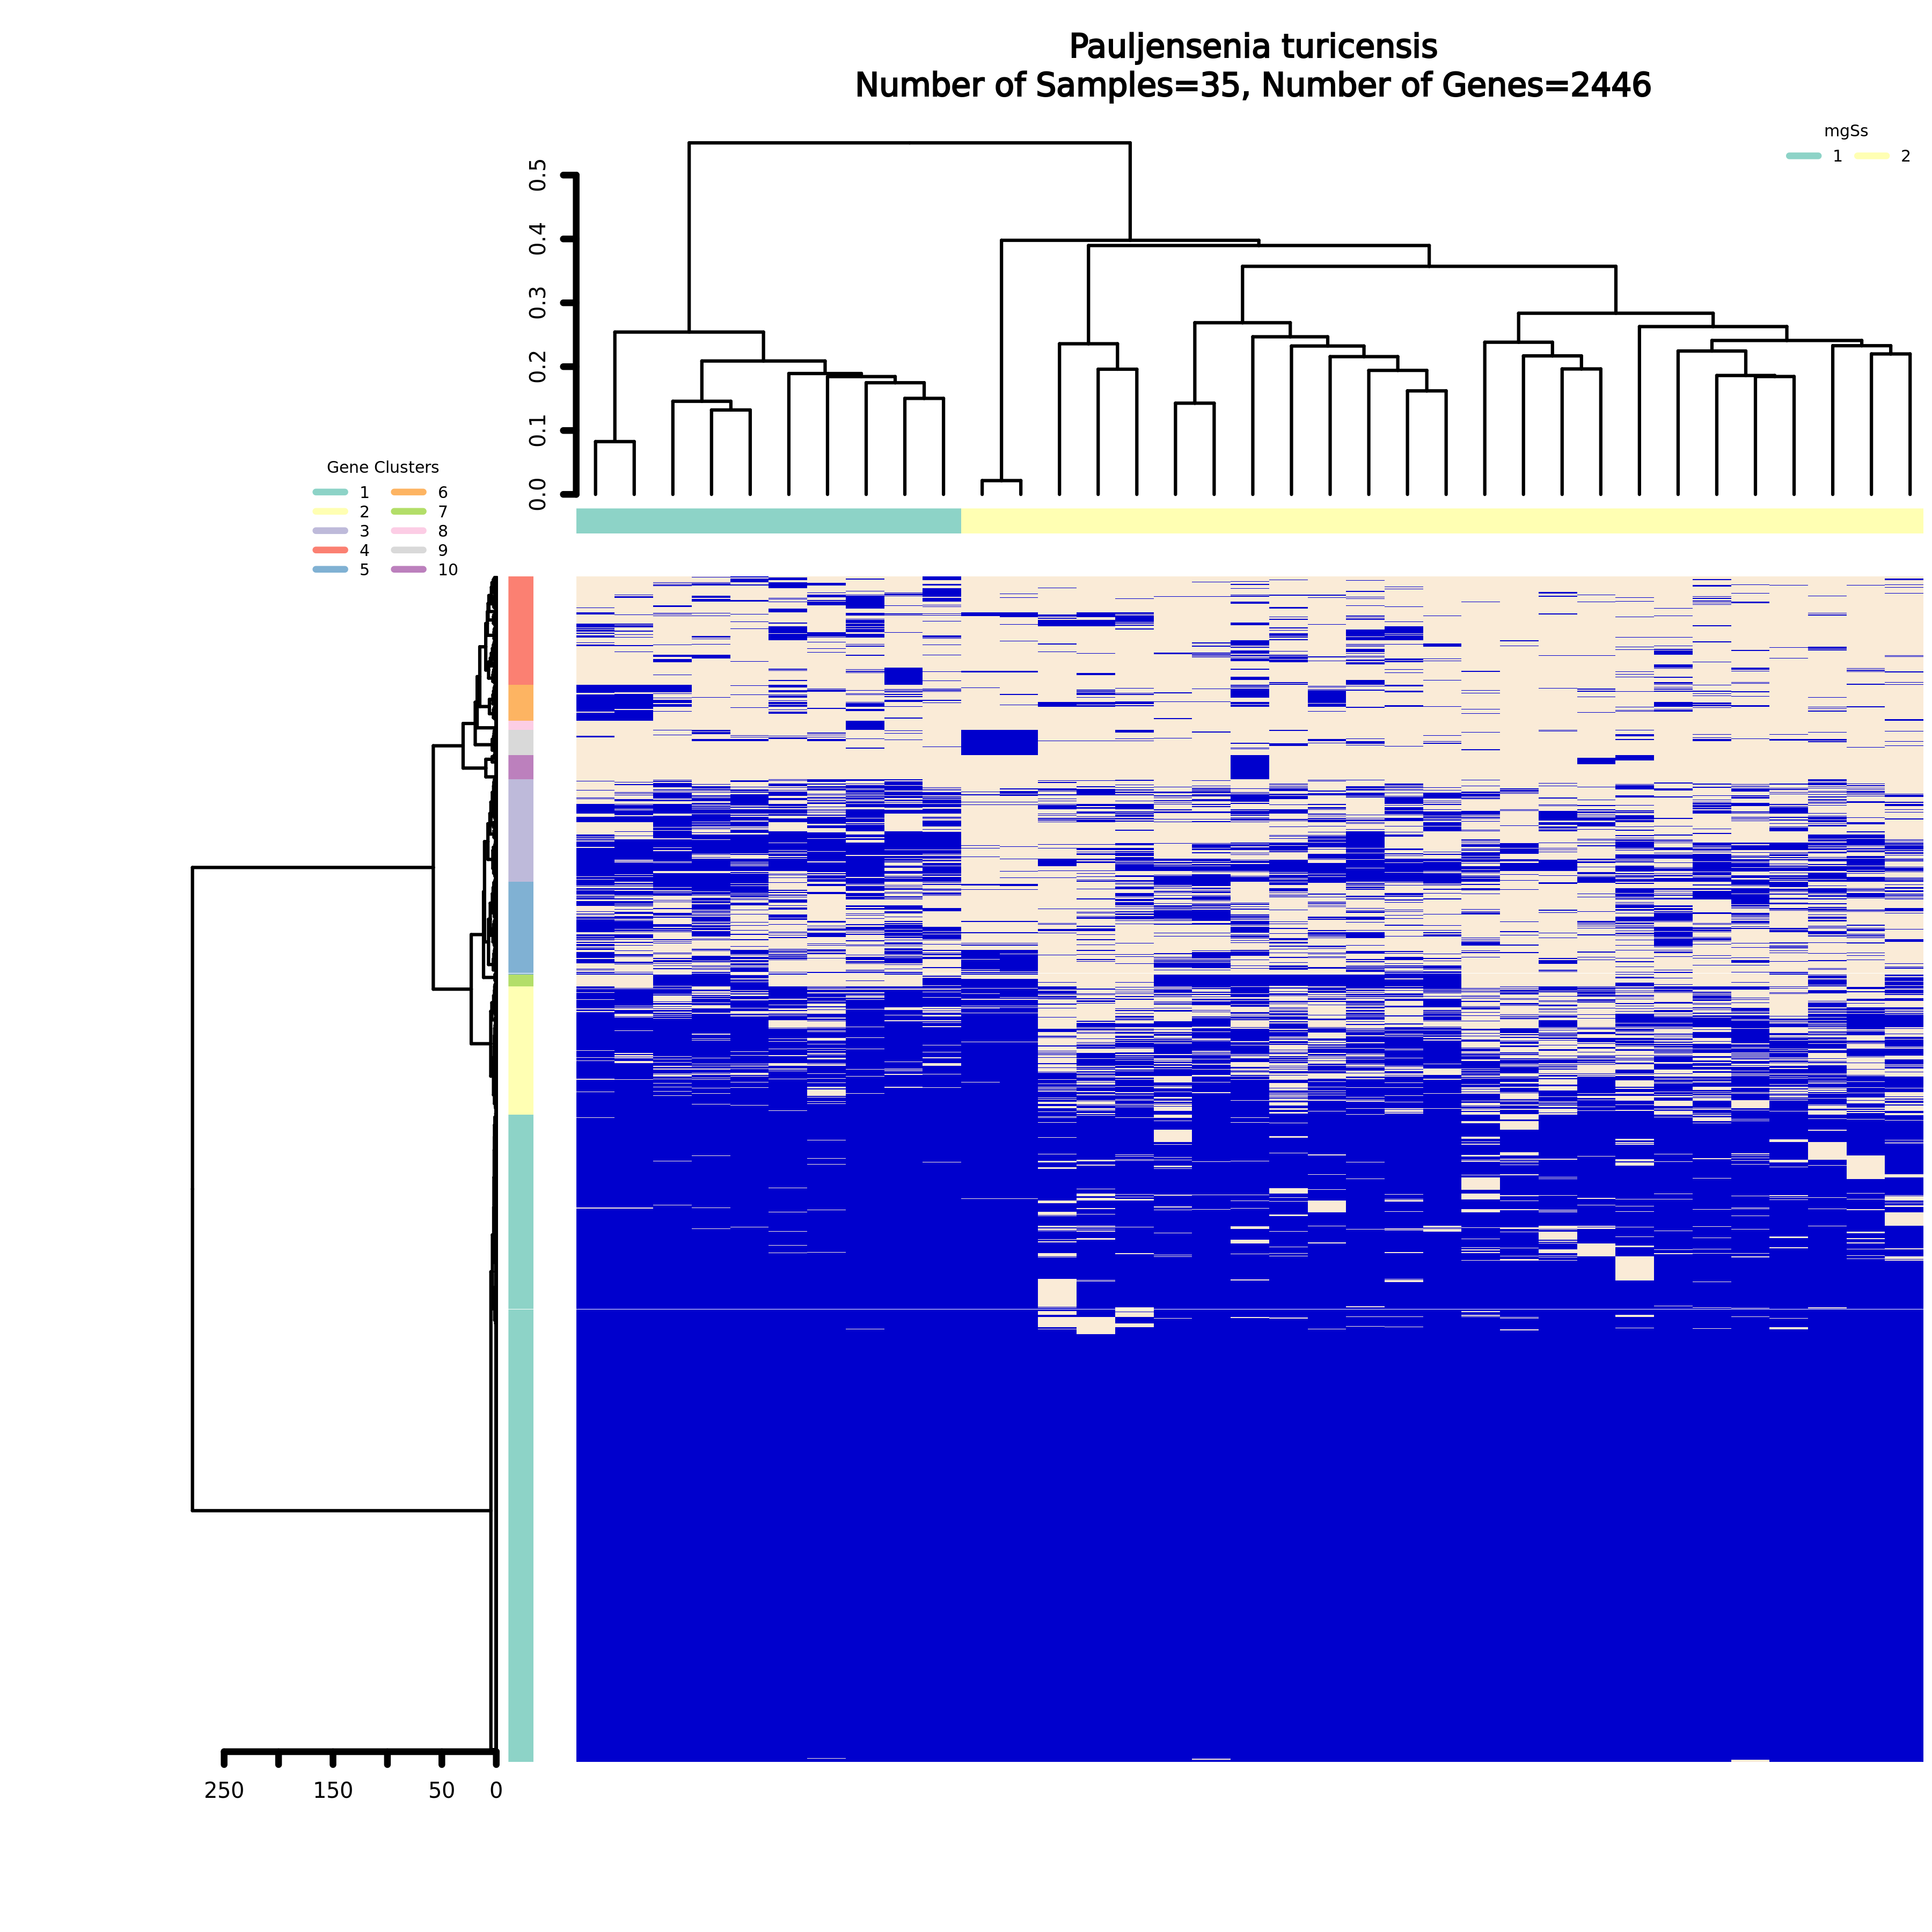 Pauljensenia turicensis
Number of Samples=35, Number of Genes=2446
mgSs
1 2
0.5
0.4
0.3
0.2
0.1
0.0
Gene Clusters
1 6
2 7
3 8
4 9
5 10
250 150 50 0